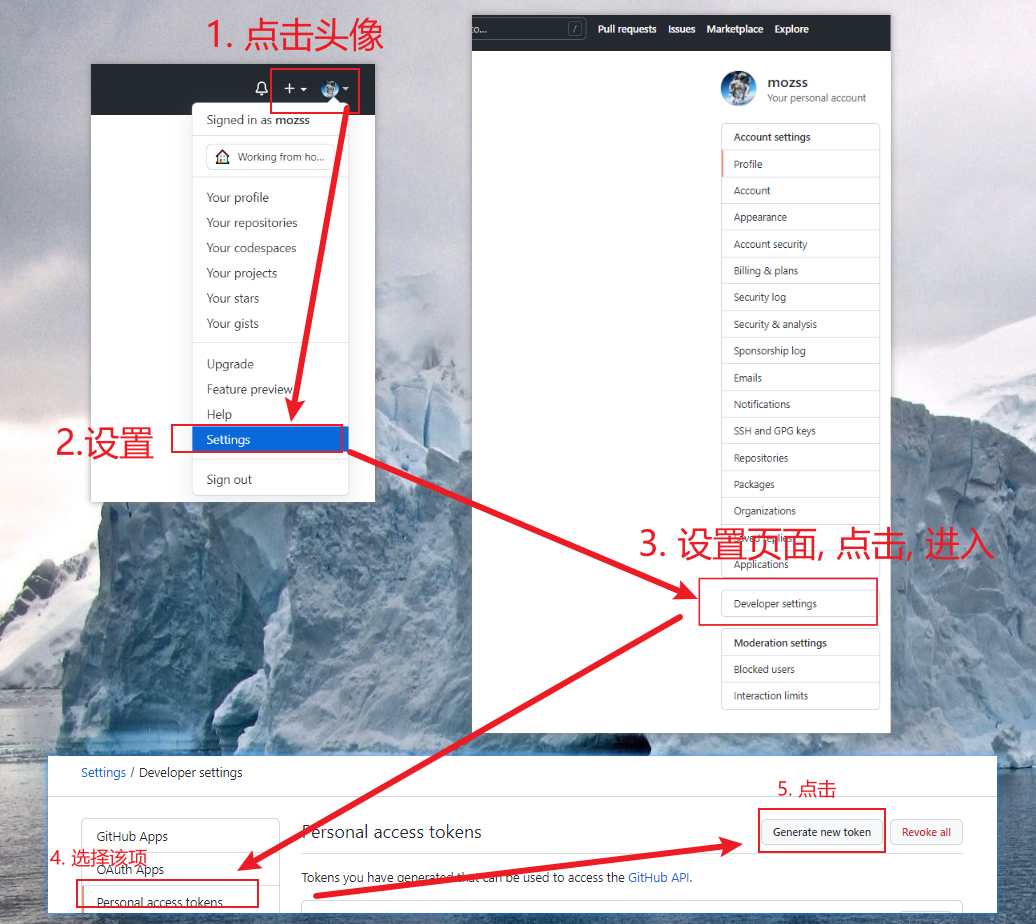 1. 点击头像
Signed in as mozss
Working from ho...
Your profile
Your repositories
Your codespaces
Your projects
Your stars
Your gists
Upgrade
Feature preview
Help
Settings
Sign out
2.设置
to...
/
Pull requests Issues Marketplace Explore
mozss
Your personal account
Account settings
Profile
Account
Appearance
Account security
Billing & plans
Security log
Security & analysis
Sponsorship log
Emails
Notifications
SSH and GPG keys
Repositories
Packages
Organizations
Saved replies
3. 设置页面, 点击, 进入
Applications
Developer settings
Moderation settings
Blocked users
Interaction limits
Settings / Developer settings
5. 点击
GitHub Apps
Personal access tokens
Generate new token
Revoke all
4. 选择该项
OAuth Apps
Tokens you have generated that can be used to access the GitHub API.
Personal access tokens